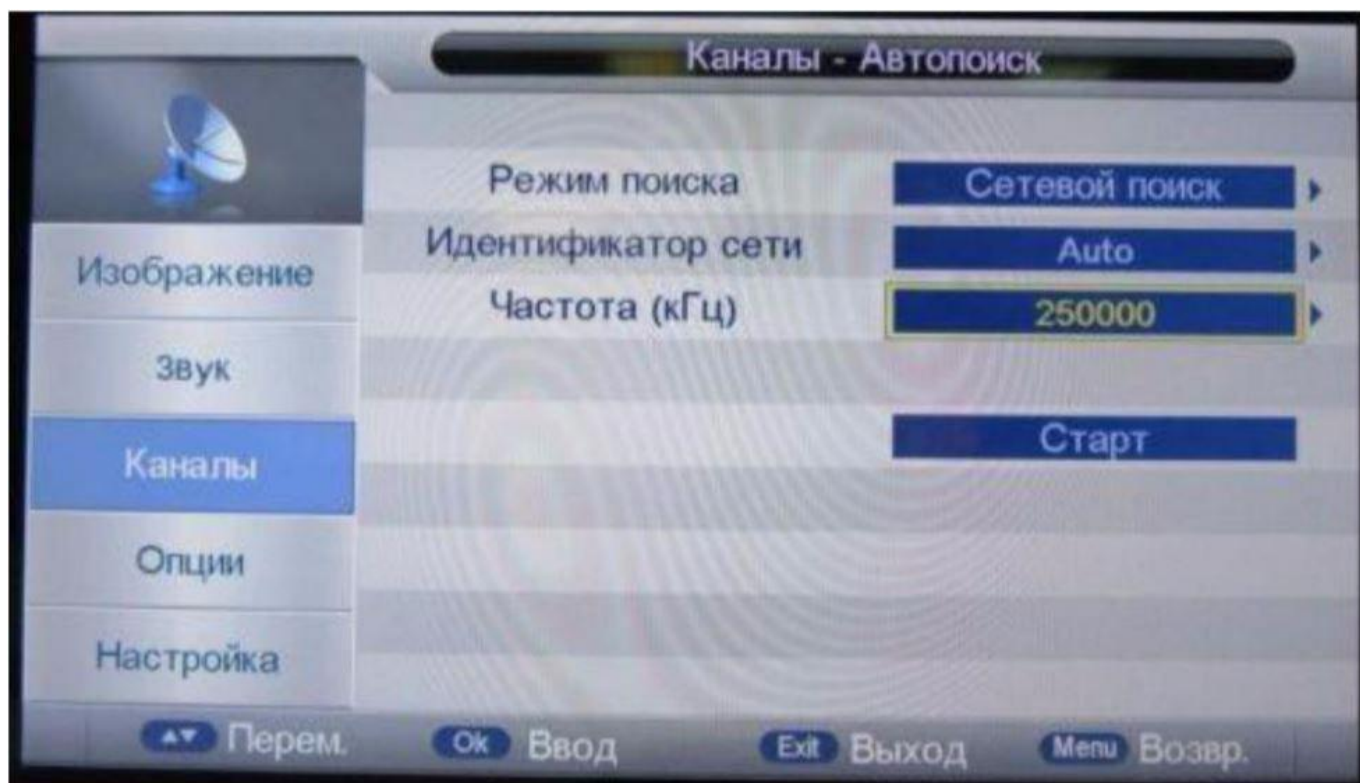 Каналы - Автопоиск
Режим поиска
Сетевой поиск
Идентификатор сети
Auto
Частота (кГц)
250000
Старт
Изображение
Звук
Каналы
Опции
Настройка
Перем.
Ok Ввод
Exit Выход
Menu Возвр.